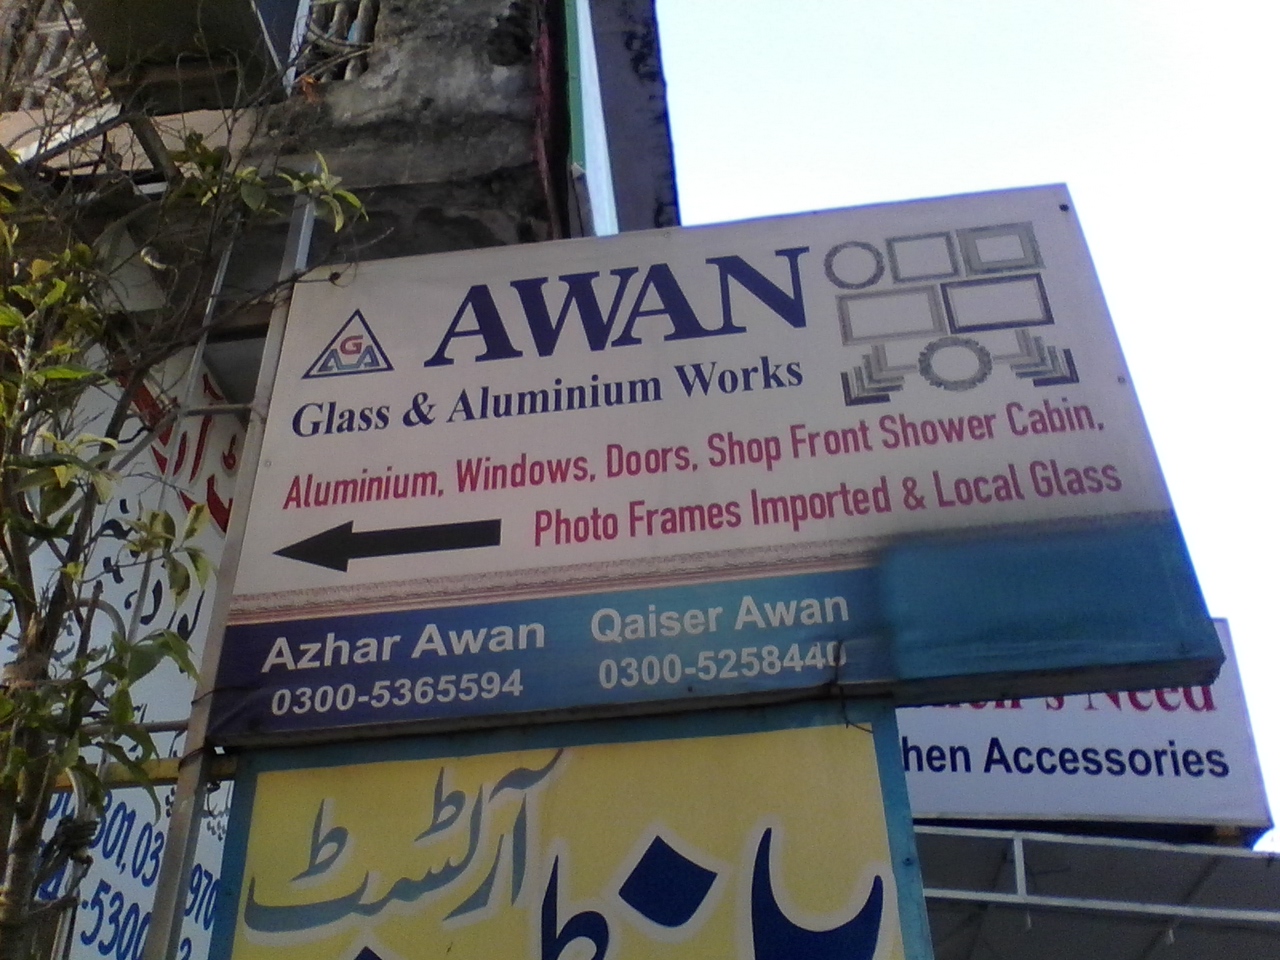 AGA
AWAN
Glass & Aluminium Works
Aluminium, Windows, Doors, Shop Front Shower Cabin,
Photo Frames Imported & Local Glass
Azhar Awan
0300-5365594
Qaiser Awan
0300-5258440
Need
Accessories
آرٹسٹ